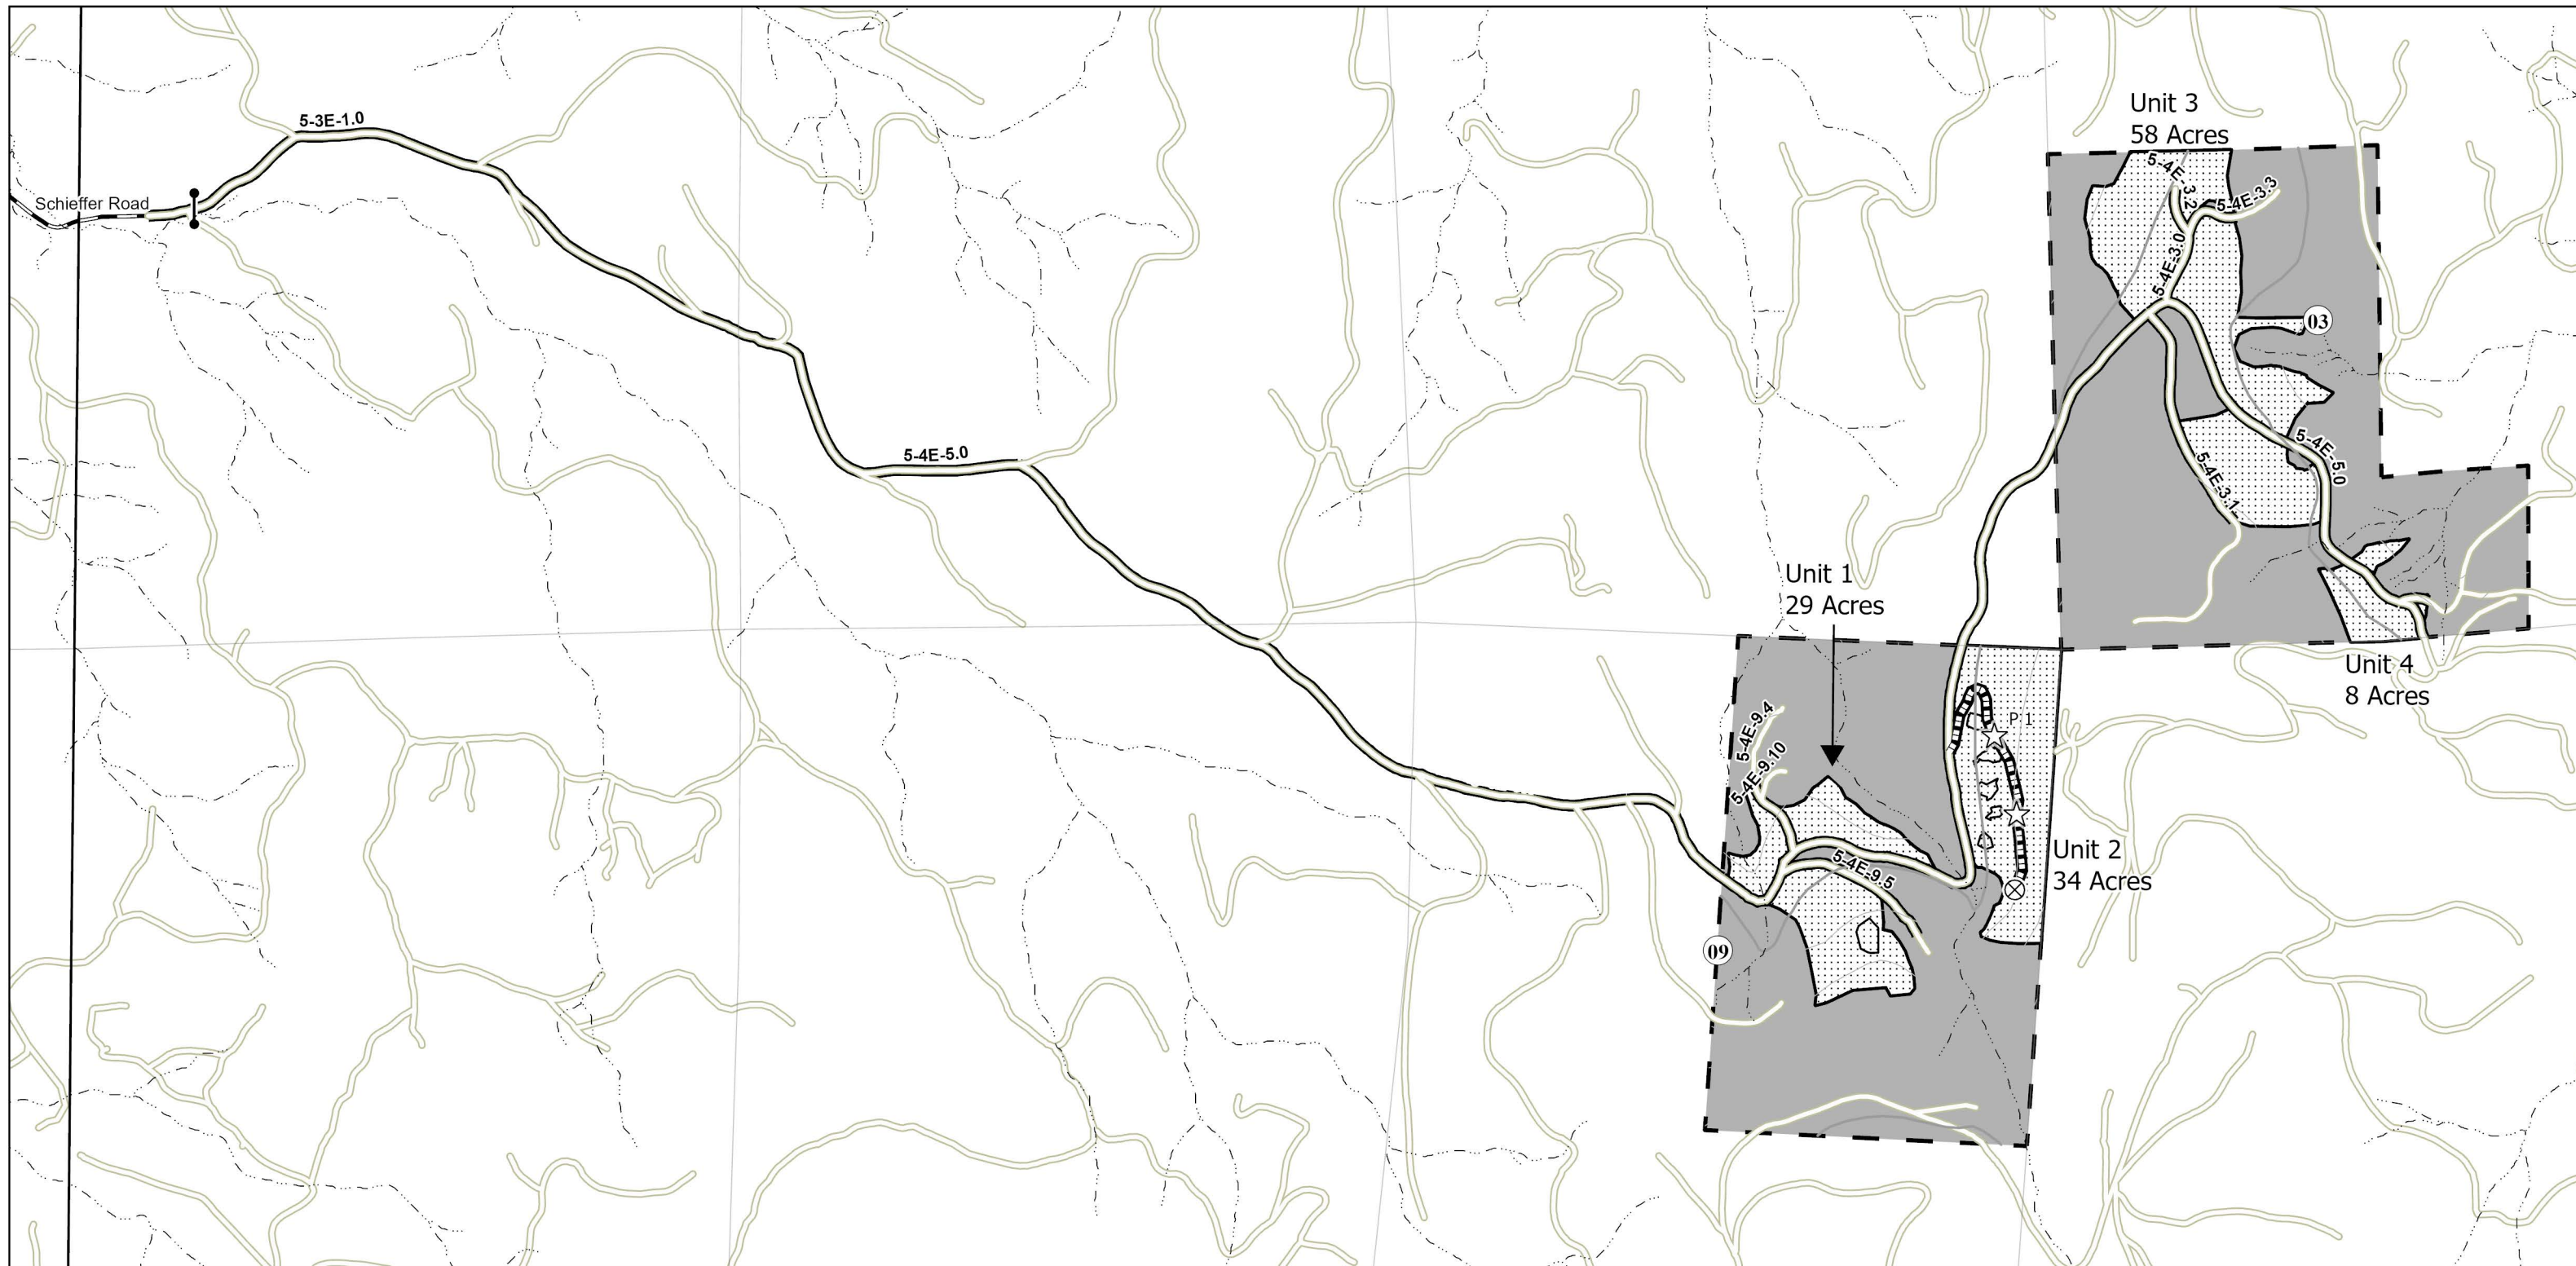 Unit 3
58 Acres
5-3E-1.0
5-4E-3.2
5-4E-3.3
Schieffer Road
5-4E-3.0
03
5-4E-5.0
5-4E-5.0
5-4E-3.1
Unit 1
29 Acres
Unit 4
8 Acres
5-4E-9.4
P 1
5-4E-9.10
Unit 2
34 Acres
5-4E-9.5
09